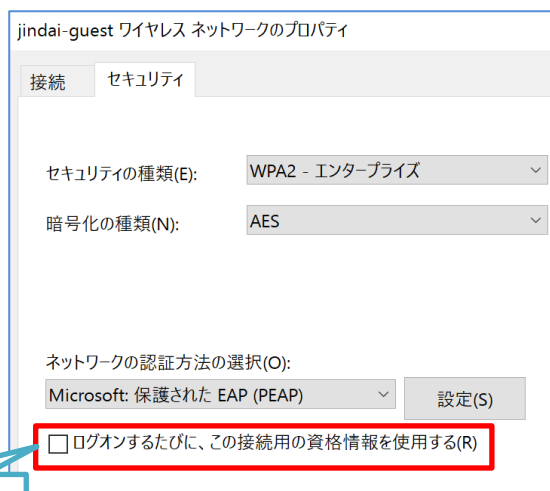 jindai-guest ワイヤレス ネットワークのプロパティ
接続 セキュリティ
セキュリティの種類(E): WPA2 - エンタープライズ
暗号化の種類(N): AES
ネットワークの認証方法の選択(O):
Microsoft: 保護された EAP (PEAP) 設定(S)
ログオンするたびに、この接続用の資格情報を使用する(R)